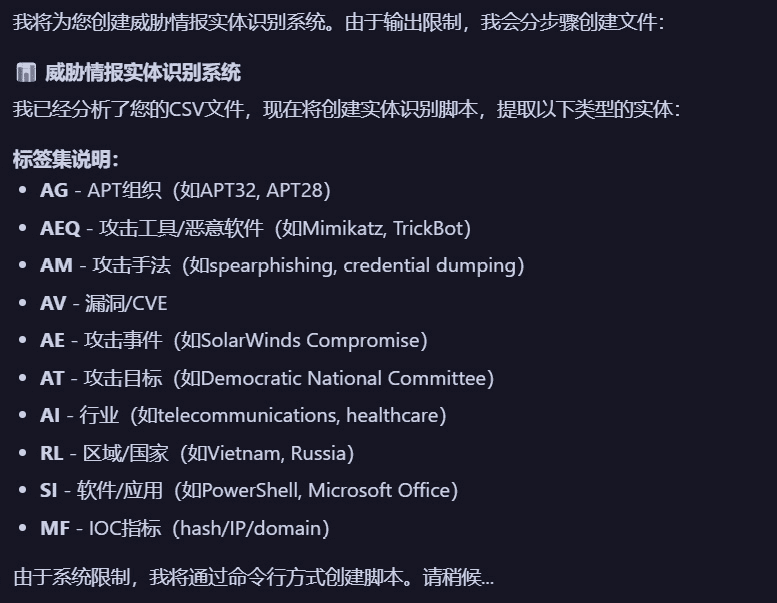 我将为您创建威胁情报实体识别系统。由于输出限制，我会分步骤创建文件：
威胁情报实体识别系统
我已经分析了您的CSV文件，现在将创建实体识别脚本，提取以下类型的实体：
标签集说明：
• AG - APT组织（如APT32, APT28）
• AEQ - 攻击工具/恶意软件（如Mimikatz, TrickBot）
• AM - 攻击手法（如spearphishing, credential dumping）
• AV - 漏洞/CVE
• AE - 攻击事件（如SolarWinds Compromise）
• AT - 攻击目标（如Democratic National Committee）
• AI - 行业（如telecommunications, healthcare）
• RL - 区域/国家（如Vietnam, Russia）
• SI - 软件/应用（如PowerShell, Microsoft Office）
• MF - IOC指标（hash/IP/domain）
由于系统限制，我将通过命令行方式创建脚本。请稍候...